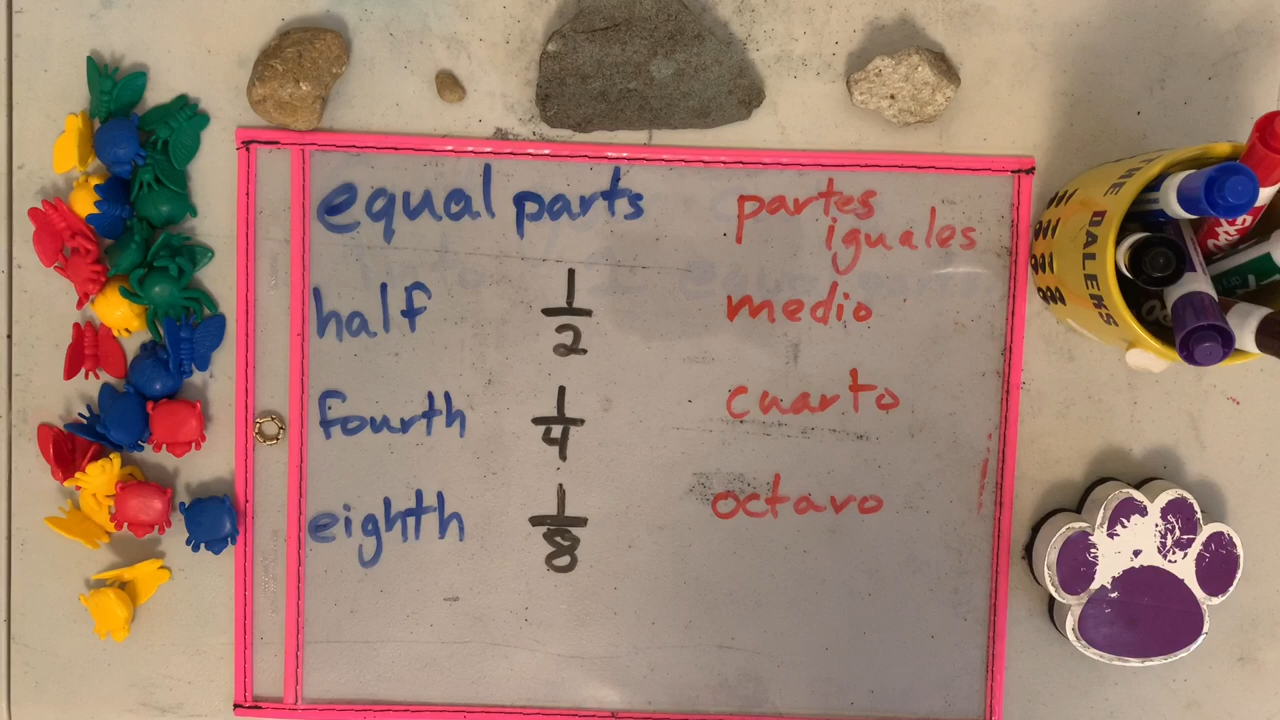 equal parts
partes
iguales
half 1/2 medio
fourth 1/4 cuarto
eighth 1/8 octavo
THE
DALEKS